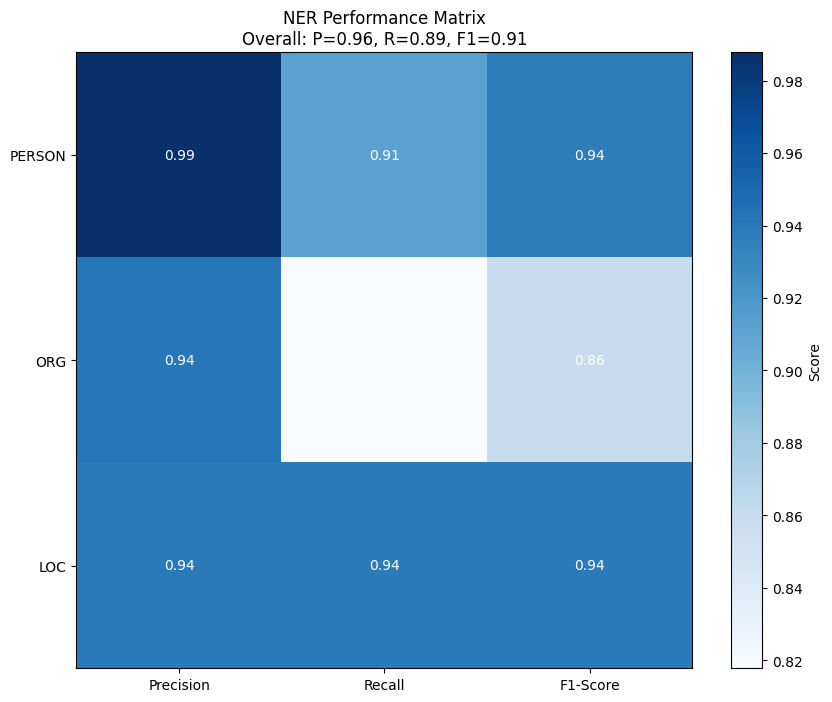 NER Performance Matrix
Overall: P=0.96, R=0.89, F1=0.91
PERSON 0.99 0.91 0.94
ORG 0.94 0.82 0.86
LOC 0.94 0.94 0.94
Precision Recall F1-Score
0.98
0.96
0.94
0.92
0.90
0.88
0.86
0.84
0.82
Score